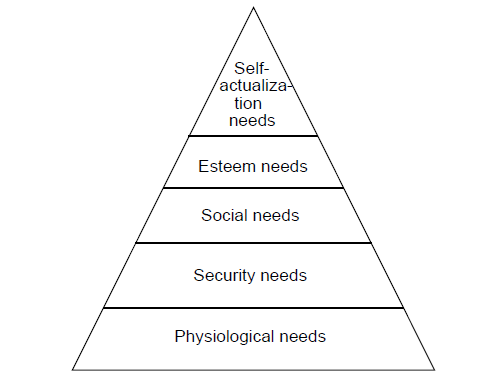 Self-
actualiza-
tion
needs
Esteem needs
Social needs
Security needs
Physiological needs